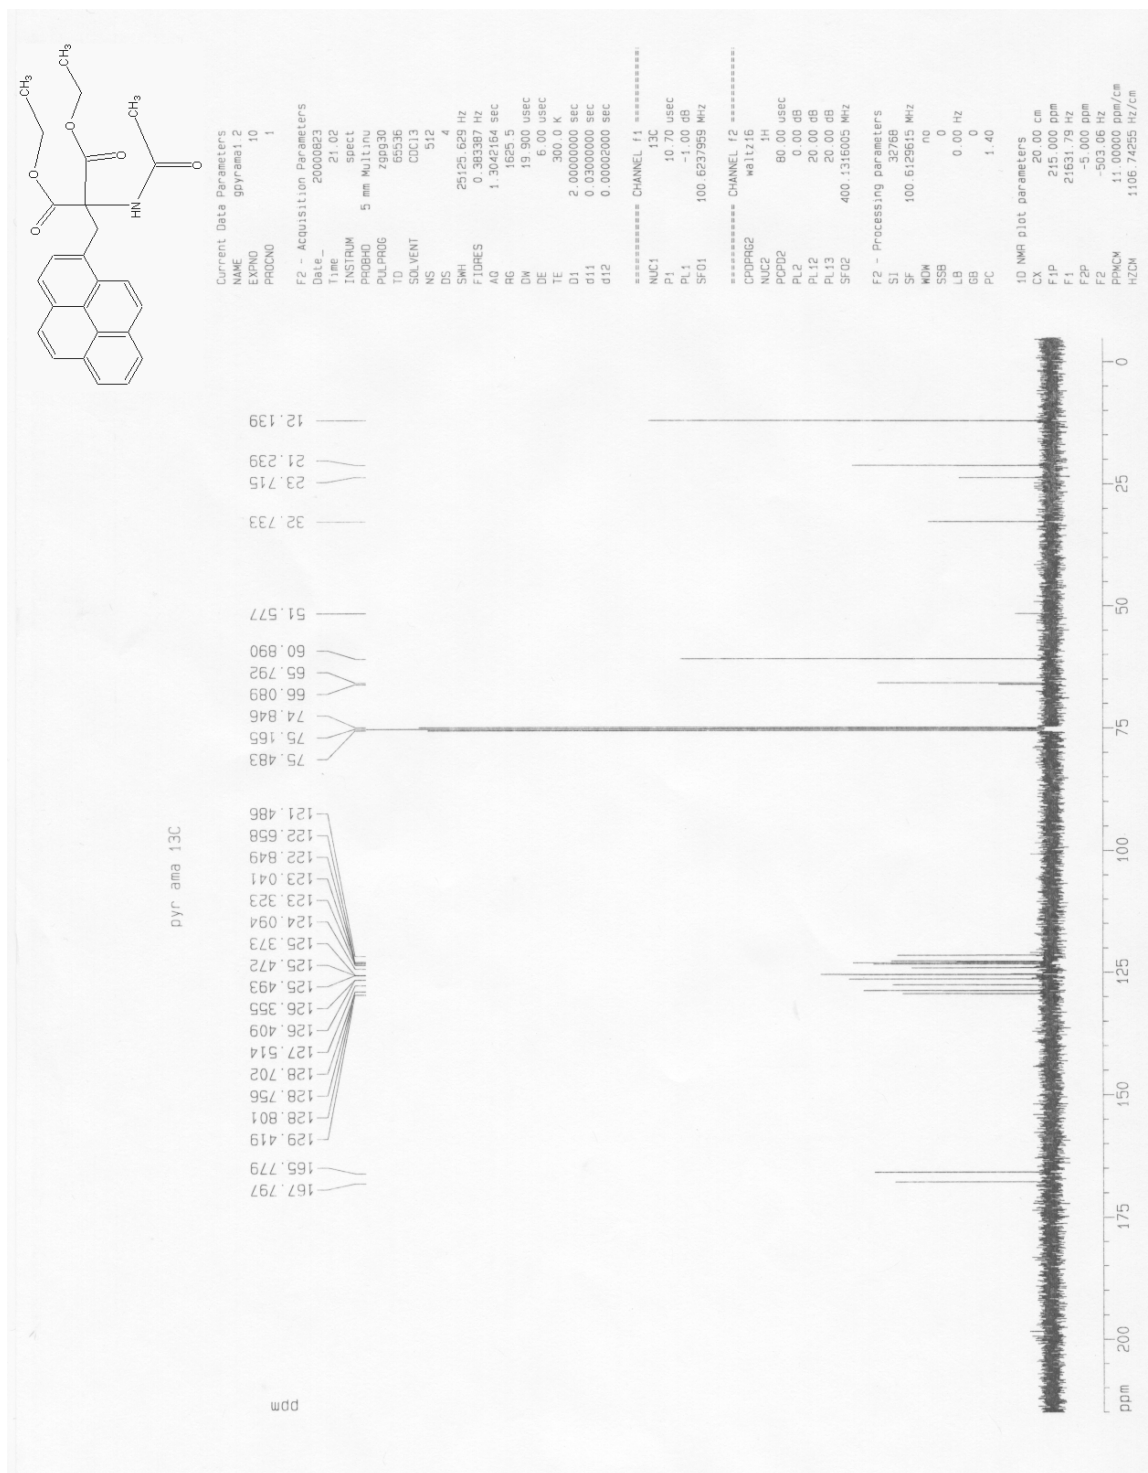 CH3
CH3
O
O
O
O
CH3
HN
O
Current Data Parameters
NAME gpyrama1.2
EXPNO 10
PROCNO 1
F2 - Acquisition Parameters
Date_ 20000823
Time 21.02
INSTRUM spect
PROBHD 5 mm Multinu
PULPROG zgpg30
TD 65536
SOLVENT CDCl3
NS 512
DS 4
SWH 25125.629 Hz
FIDRES 0.383387 Hz
AQ 1.3042164 sec
RG 1625.5
DW 19.900 usec
DE 6.00 usec
TE 300.0 K
D1 2.00000000 sec
d11 0.03000000 sec
d12 0.00002000 sec
======== CHANNEL f1 ========
NUC1 13C
P1 10.70 usec
PL1 -1.00 dB
SFO1 100.6237959 MHz
======== CHANNEL f2 ========
CPDPRG2 waltz16
NUC2 1H
PCPD2 80.00 usec
PL2 0.00 dB
PL12 20.00 dB
PL13 20.00 dB
SFO2 400.1316005 MHz
F2 - Processing parameters
SI 32768
SF 100.6129615 MHz
WDW no
SSB 0
LB 0.00 Hz
GB 0
PC 1.40
1D NMR plot parameters
CX 20.00 cm
F1P 215.000 ppm
F1 21631.79 Hz
F2P -5.000 ppm
F2 -503.06 Hz
PPMCM 11.00000 ppm/cm
HZCM 1106.74255 Hz/cm
pyr ama 13C
ppm
167.797
165.779
129.419
128.801
128.756
128.702
127.514
126.409
126.355
125.493
125.472
125.373
124.094
123.323
123.041
122.849
122.658
121.486
75.483
75.165
74.846
66.089
65.792
60.890
51.577
32.733
23.715
21.239
12.139
ppm 200 175 150 125 100 75 50 25 0